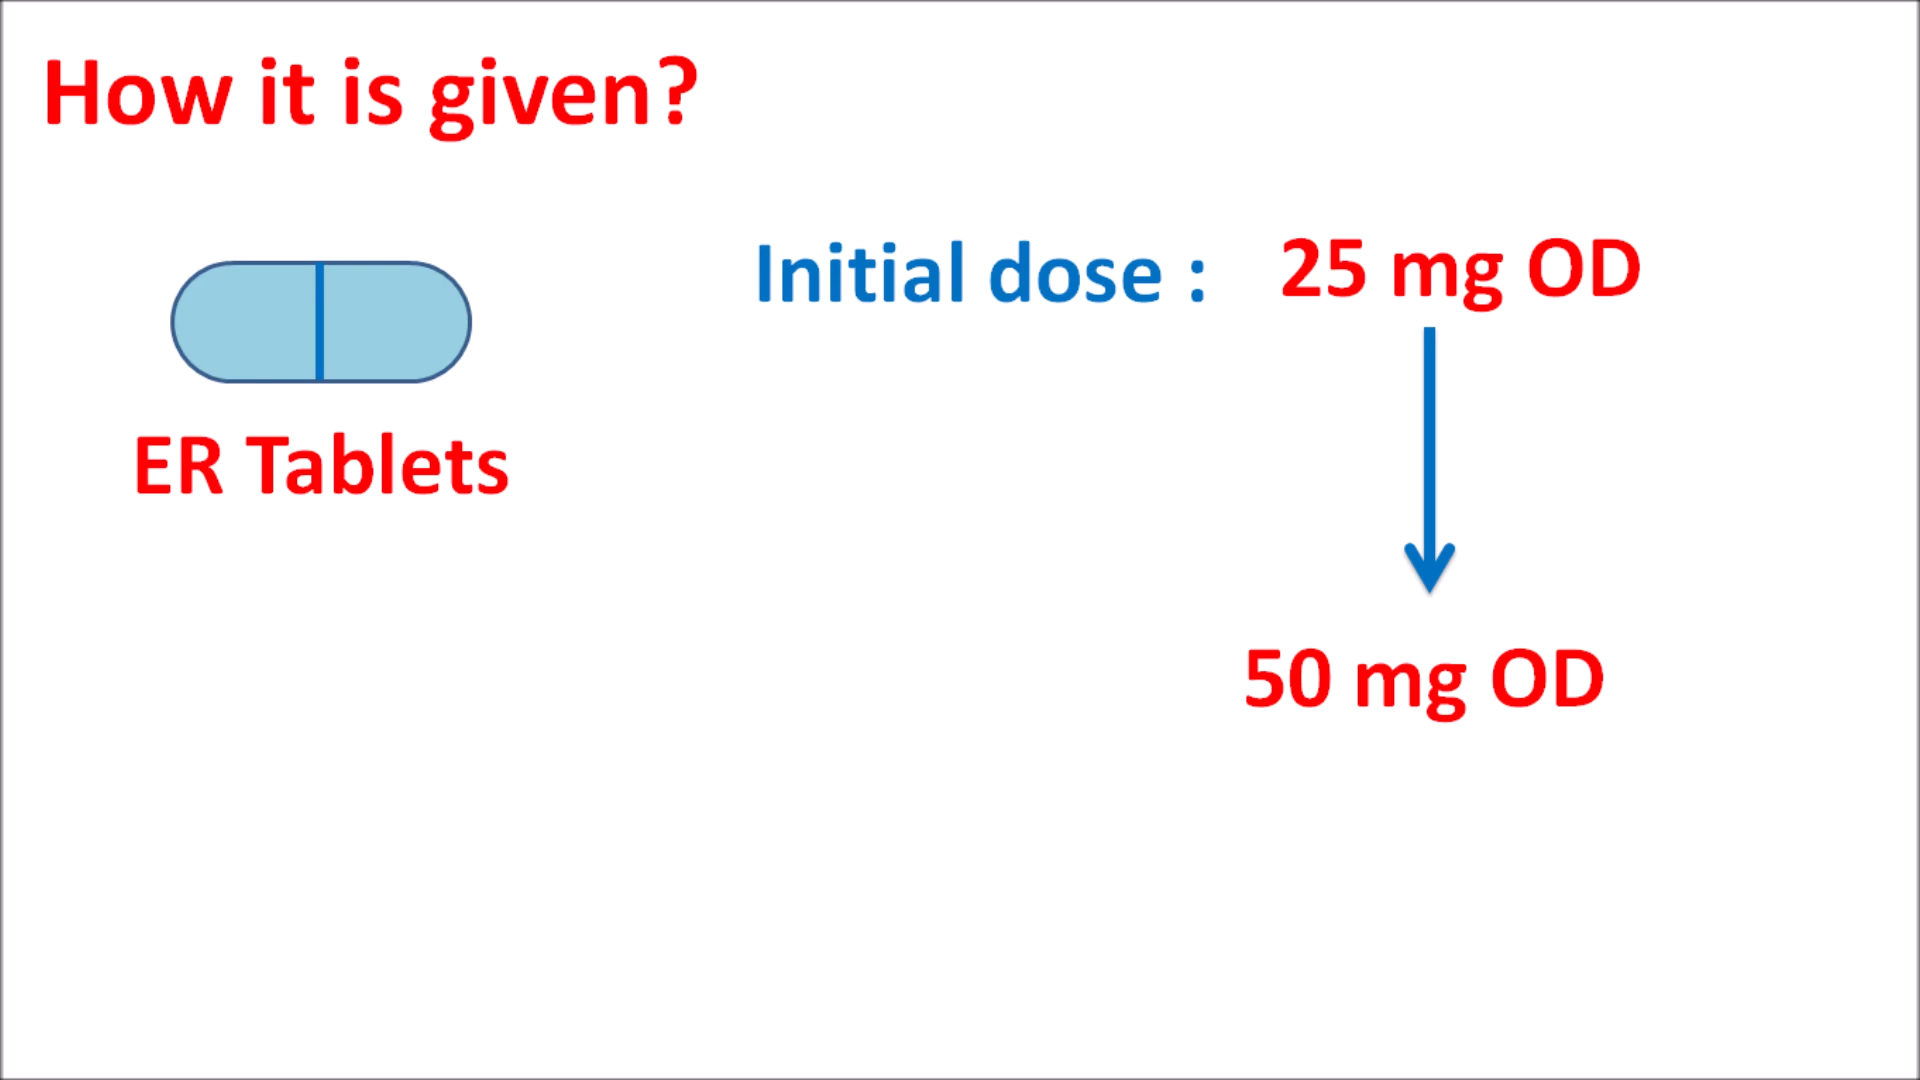 How it is given?
Initial dose : 25 mg OD
ER Tablets
50 mg OD